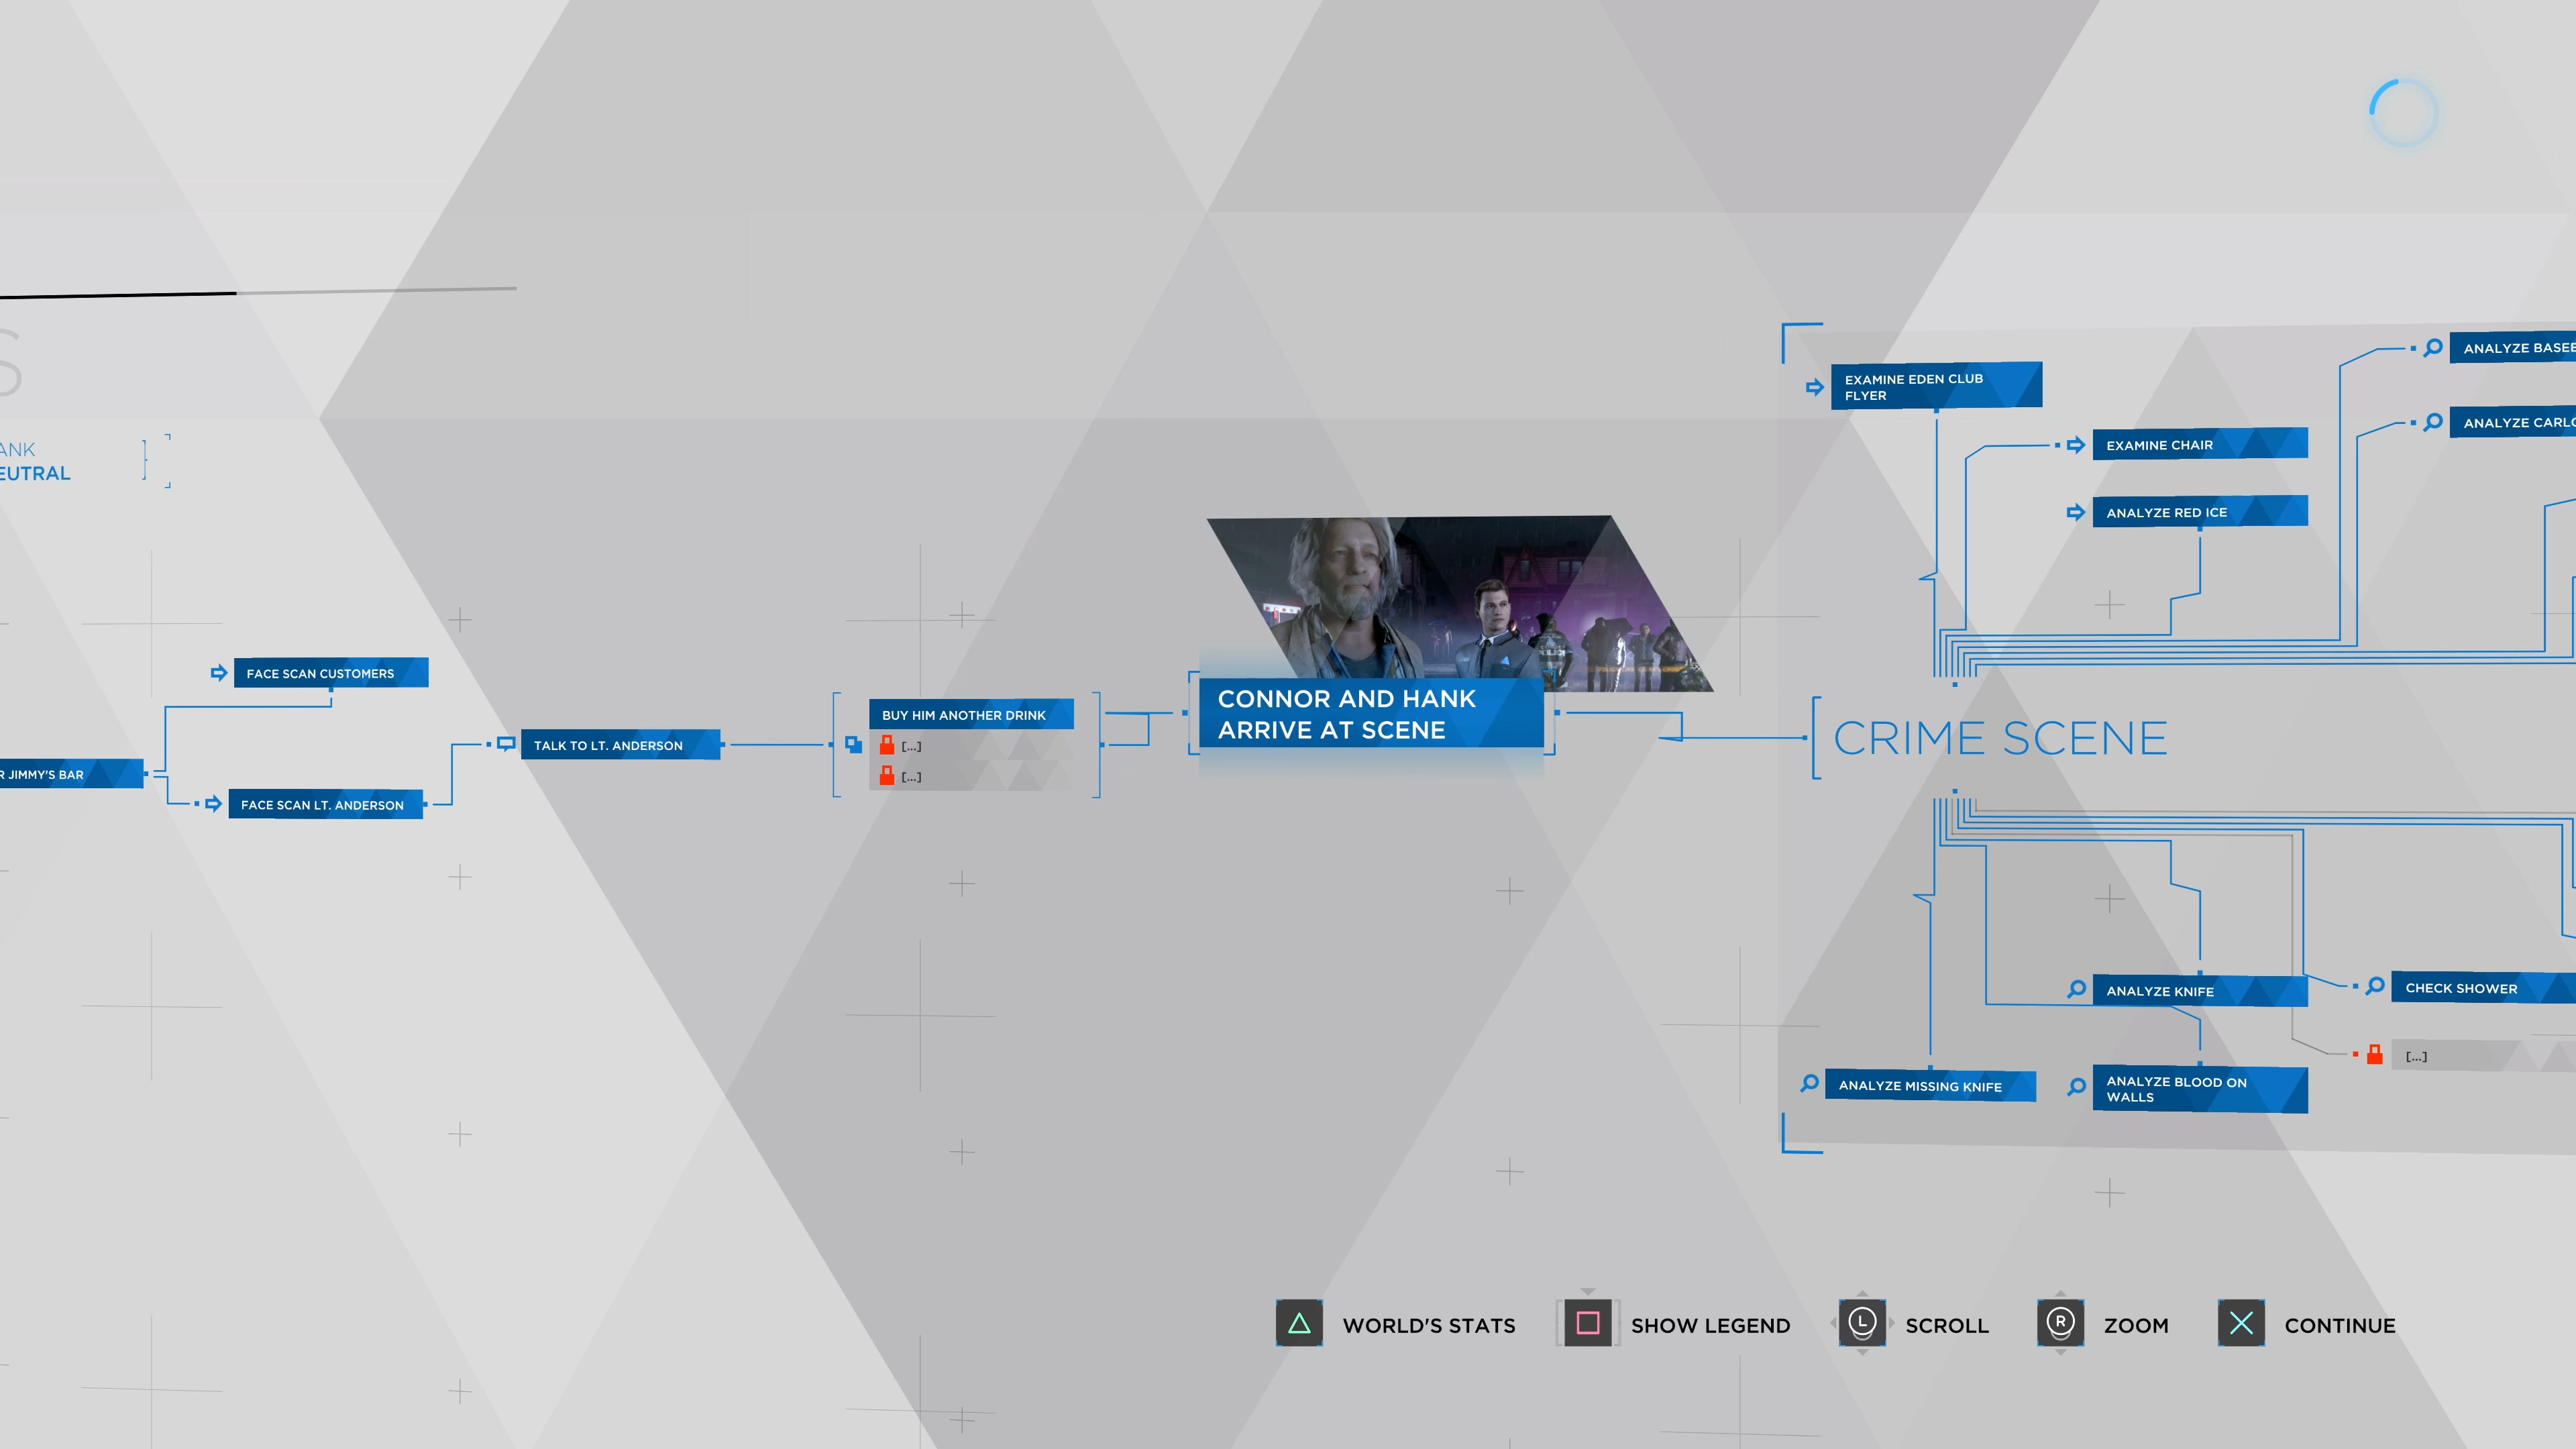 S
ANK
EUTRAL
FACE SCAN CUSTOMERS
R JIMMY'S BAR
FACE SCAN LT. ANDERSON
TALK TO LT. ANDERSON
BUY HIM ANOTHER DRINK
[...]
[...]
CONNOR AND HANK
ARRIVE AT SCENE
CRIME SCENE
EXAMINE EDEN CLUB
FLYER
EXAMINE CHAIR
ANALYZE RED ICE
ANALYZE BASEB
ANALYZE CARLO
ANALYZE KNIFE
CHECK SHOWER
[...]
ANALYZE MISSING KNIFE
ANALYZE BLOOD ON
WALLS
WORLD'S STATS
SHOW LEGEND
L
SCROLL
R
ZOOM
CONTINUE